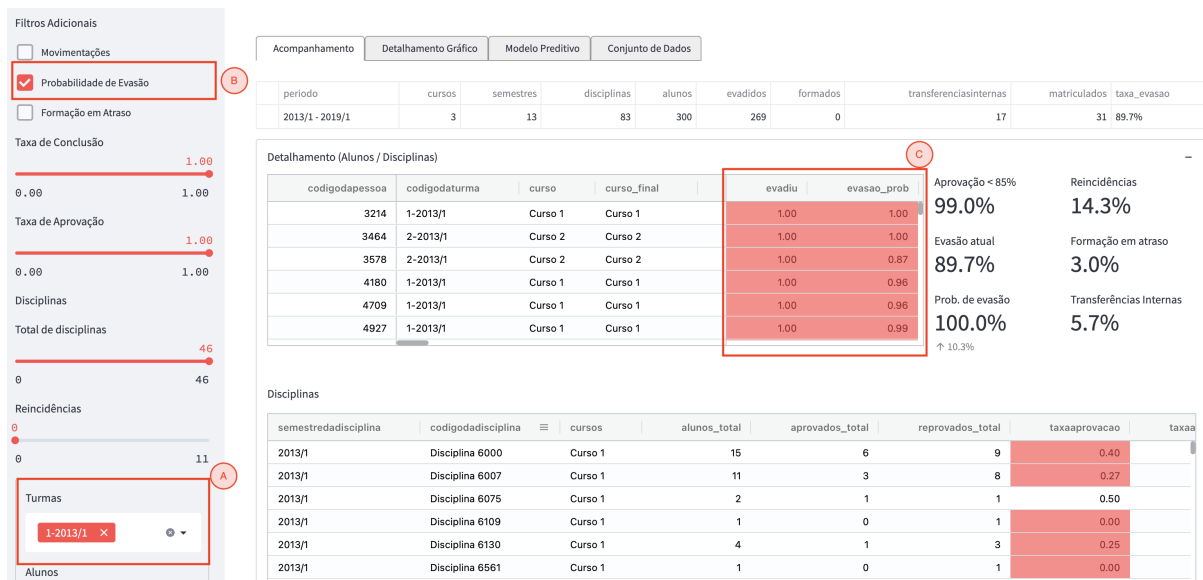 Filtros Adicionais
Movimentações
Probabilidade de Evasão
B
Formação em Atraso
Taxa de Conclusão
1.00
0.00 1.00
Taxa de Aprovação
1.00
0.00 1.00
Disciplinas
Total de disciplinas
46
0 46
Reincidências
0
0 11
A
Turmas
1-2013/1
Alunos
Acompanhamento Detalhamento Gráfico Modelo Preditivo Conjunto de Dados
periodo cursos semestres disciplinas alunos evadidos formados transferenciasinternas matriculados taxa_evasao
2013/1 - 2019/1 3 13 83 300 269 0 17 31 89.7%
Detalhamento (Alunos / Disciplinas)
C
codigodapessoa codigodaturma curso curso_final evadiu evasao_prob
3214 1-2013/1 Curso 1 Curso 1 1.00 1.00
3464 2-2013/1 Curso 2 Curso 2 1.00 1.00
3578 2-2013/1 Curso 2 Curso 2 1.00 0.87
4180 1-2013/1 Curso 1 Curso 1 1.00 0.96
4709 1-2013/1 Curso 1 Curso 1 1.00 0.96
4927 1-2013/1 Curso 1 Curso 1 1.00 0.99
Aprovação < 85% Reincidências
99.0% 14.3%
Evasão atual Formação em atraso
89.7% 3.0%
Prob. de evasão Transferências Internas
100.0% 5.7%
↑ 10.3%
Disciplinas
semestredadisciplina codigodadisciplina cursos alunos_total aprovados_total reprovados_total taxaaprovacao taxaa
2013/1 Disciplina 6000 Curso 1 15 6 9 0.40
2013/1 Disciplina 6007 Curso 1 11 3 8 0.27
2013/1 Disciplina 6075 Curso 1 2 1 1 0.50
2013/1 Disciplina 6109 Curso 1 1 0 1 0.00
2013/1 Disciplina 6130 Curso 1 4 1 3 0.25
2013/1 Disciplina 6561 Curso 1 1 0 1 0.00